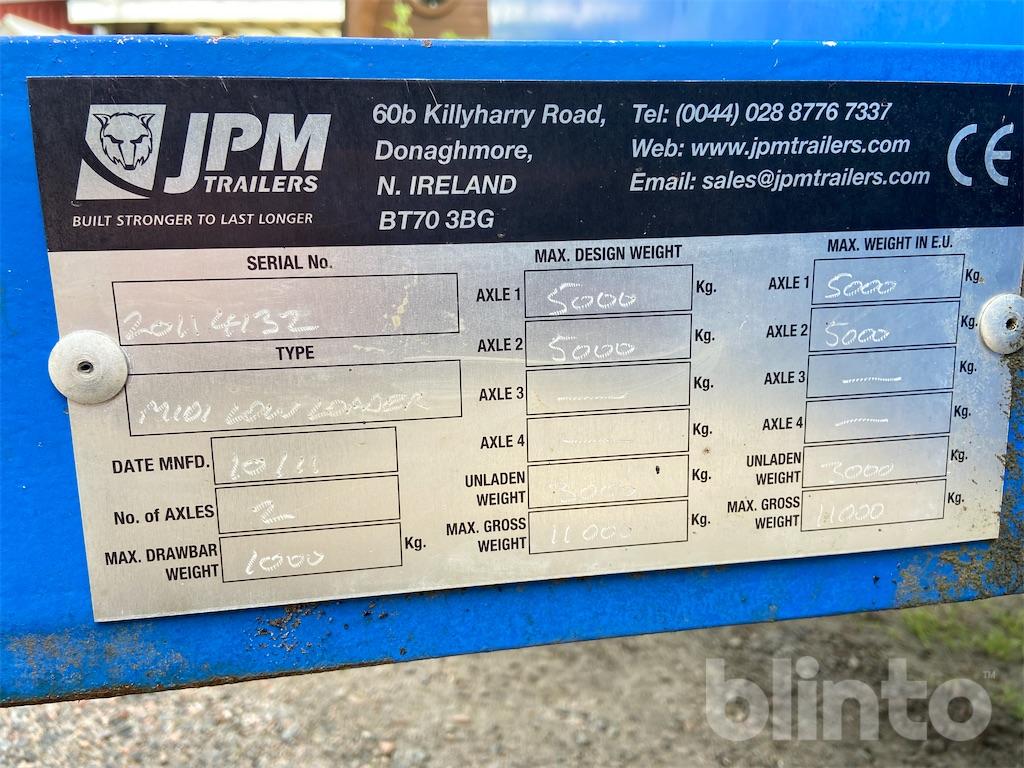 JPM
TRAILERS
BUILT STRONGER TO LAST LONGER
60b Killyharry Road,
Donaghmore,
N. IRELAND
BT70 3BG
Tel: (0044) 028 8776 7337
Web: www.jpmtrailers.com
Email: sales@jpmtrailers.com
CE
SERIAL No.
20114132
TYPE
MIDI LOW LOADER
DATE MNFD. 10/11
No. of AXLES 2
MAX. DRAWBAR WEIGHT 1000 Kg.
MAX. DESIGN WEIGHT
AXLE 1 5000 Kg.
AXLE 2 5000 Kg.
AXLE 3 — Kg.
AXLE 4 — Kg.
UNLADEN WEIGHT 3000 Kg.
MAX. GROSS WEIGHT 11000 Kg.
MAX. WEIGHT IN E.U.
AXLE 1 5000 Kg.
AXLE 2 5000 Kg.
AXLE 3 — Kg.
AXLE 4 — Kg.
UNLADEN WEIGHT 3000 Kg.
MAX. GROSS WEIGHT 11000 Kg.
blinto™